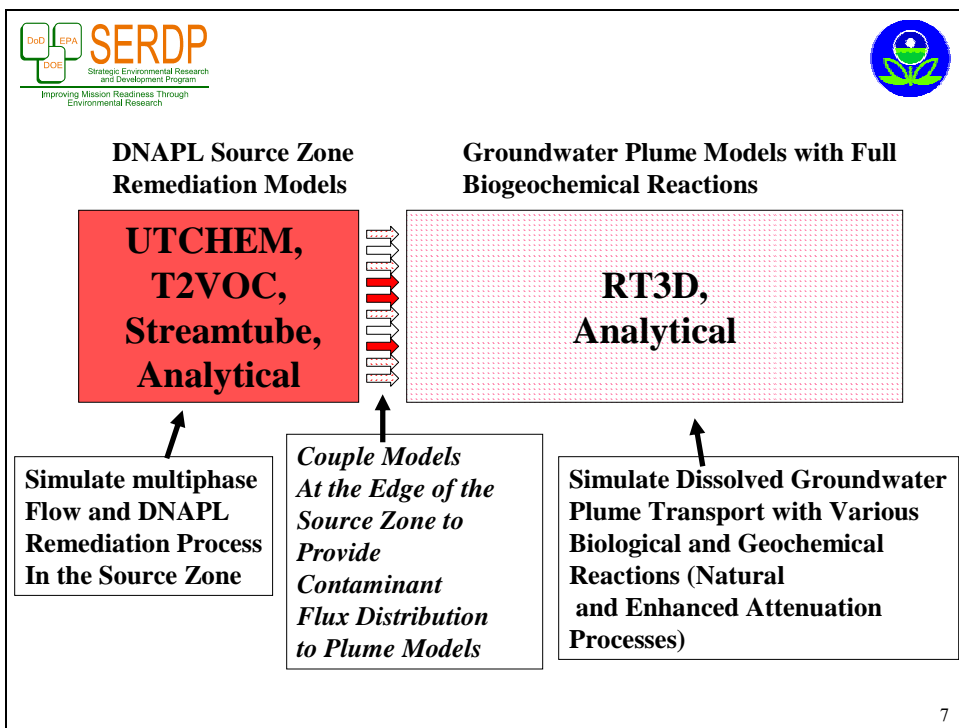 DoD
EPA
DOE
SERDP
Strategic Environmental Research
and Development Program
Improving Mission Readiness Through
Environmental Research
DNAPL Source Zone
Remediation Models
Groundwater Plume Models with Full
Biogeochemical Reactions
UTCHEM,
T2VOC,
Streamtube,
Analytical
RT3D,
Analytical
Simulate multiphase
Flow and DNAPL
Remediation Process
In the Source Zone
Couple Models
At the Edge of the
Source Zone to
Provide
Contaminant
Flux Distribution
to Plume Models
Simulate Dissolved Groundwater
Plume Transport with Various
Biological and Geochemical
Reactions (Natural
and Enhanced Attenuation
Processes)
7